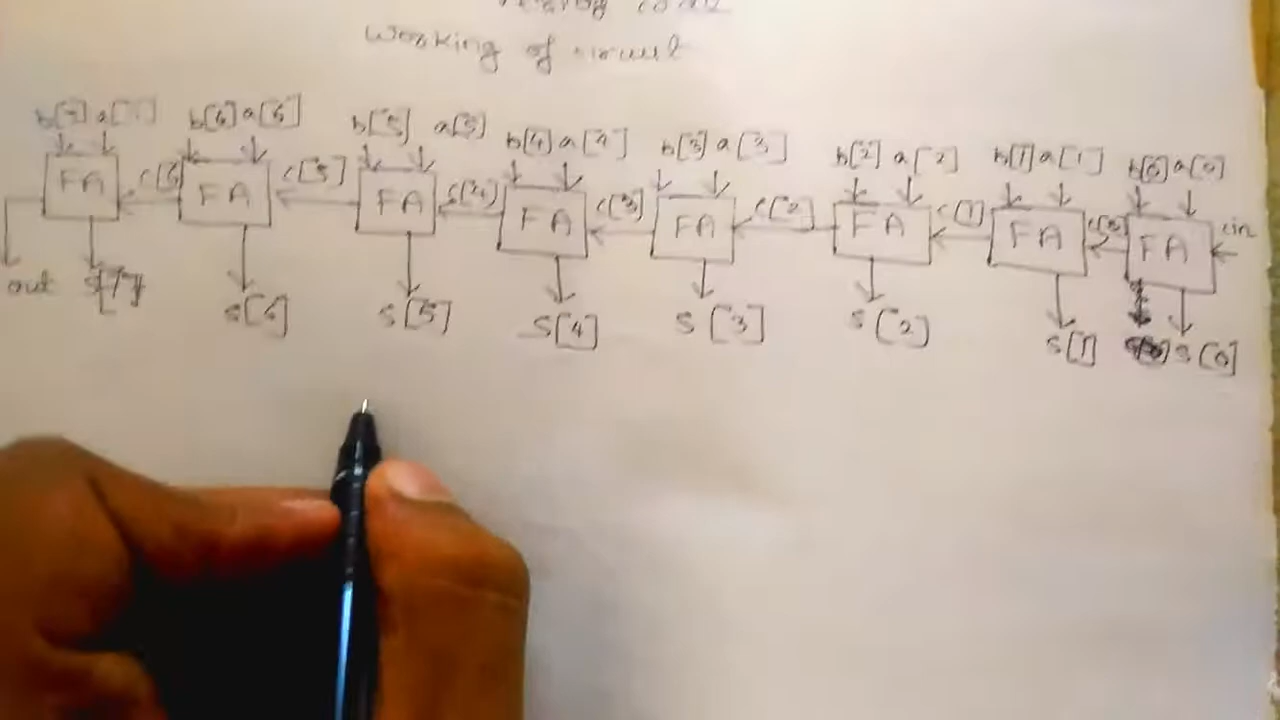 Working of circuit
b[7] a[7] b[6] a[6] b[5] a[5] b[4] a[4] b[3] a[3] b[2] a[2] b[1] a[1] b[0] a[0]
FA c[6] FA c[5] FA c[4] FA c[3] FA c[2] FA c[1] FA c[0] FA cin
out s[7] s[6] s[5] s[4] s[3] s[2] s[1] s[0]